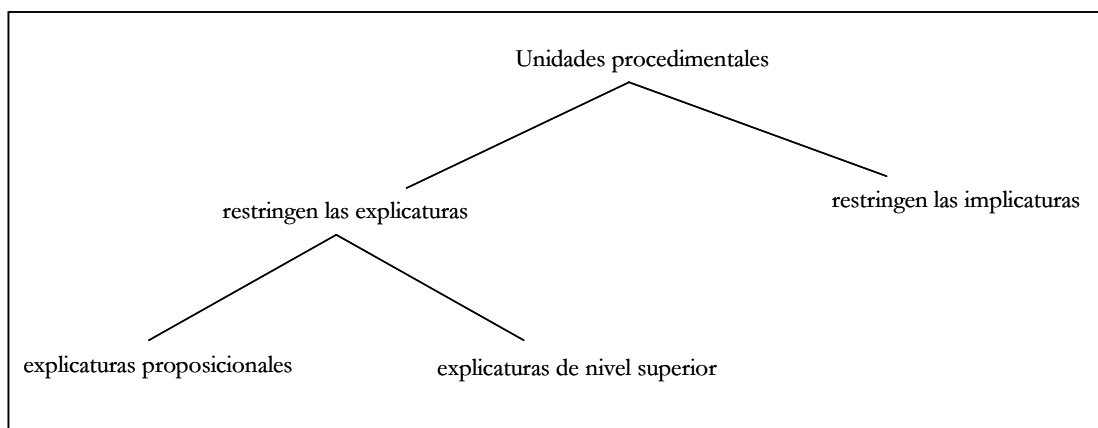 Unidades procedimentales
restringen las explicaturas
restringen las implicaturas
explicaturas proposicionales
explicaturas de nivel superior